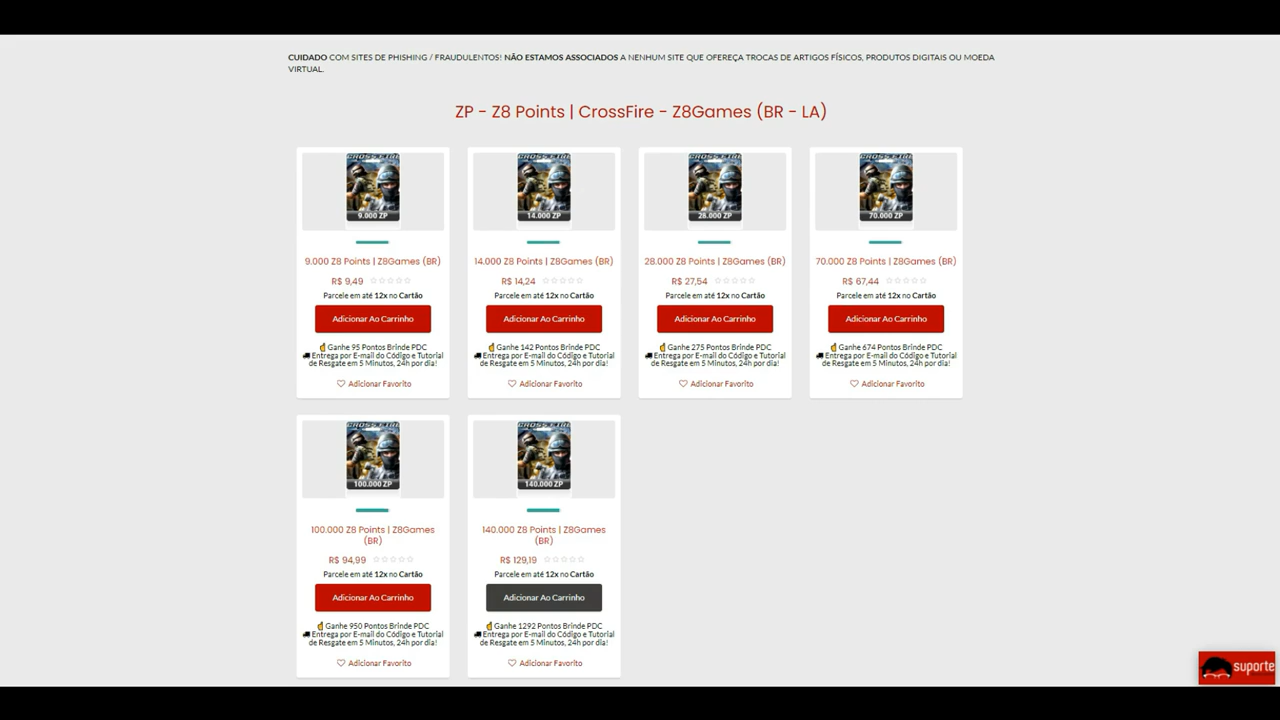 CUIDADO COM SITES DE PHISHING / FRAUDULENTOS! NÃO ESTAMOS ASSOCIADOS A NENHUM SITE QUE OFEREÇA TROCAS DE ARTIGOS FÍSICOS, PRODUTOS DIGITAIS OU MOEDA
VIRTUAL.
ZP - Z8 Points | CrossFire - Z8Games (BR - LA)
CROSS FIRE
9.000 ZP
9.000 Z8 Points | Z8Games (BR)
R$ 9,49
Parcele em até 12x no Cartão
Adicionar Ao Carrinho
Ganhe 95 Pontos Brinde PDC
Entrega por E-mail do Código e Tutorial
de Resgate em 5 Minutos, 24h por dia!
Adicionar Favorito
CROSS FIRE
14.000 ZP
14.000 Z8 Points | Z8Games (BR)
R$ 14,24
Parcele em até 12x no Cartão
Adicionar Ao Carrinho
Ganhe 142 Pontos Brinde PDC
Entrega por E-mail do Código e Tutorial
de Resgate em 5 Minutos, 24h por dia!
Adicionar Favorito
CROSS FIRE
28.000 ZP
28.000 Z8 Points | Z8Games (BR)
R$ 27,54
Parcele em até 12x no Cartão
Adicionar Ao Carrinho
Ganhe 275 Pontos Brinde PDC
Entrega por E-mail do Código e Tutorial
de Resgate em 5 Minutos, 24h por dia!
Adicionar Favorito
CROSS FIRE
70.000 ZP
70.000 Z8 Points | Z8Games (BR)
R$ 67,44
Parcele em até 12x no Cartão
Adicionar Ao Carrinho
Ganhe 674 Pontos Brinde PDC
Entrega por E-mail do Código e Tutorial
de Resgate em 5 Minutos, 24h por dia!
Adicionar Favorito
CROSS FIRE
100.000 ZP
100.000 Z8 Points | Z8Games
(BR)
R$ 94,99
Parcele em até 12x no Cartão
Adicionar Ao Carrinho
Ganhe 950 Pontos Brinde PDC
Entrega por E-mail do Código e Tutorial
de Resgate em 5 Minutos, 24h por dia!
Adicionar Favorito
CROSS FIRE
140.000 ZP
140.000 Z8 Points | Z8Games
(BR)
R$ 129,19
Parcele em até 12x no Cartão
Adicionar Ao Carrinho
Ganhe 1292 Pontos Brinde PDC
Entrega por E-mail do Código e Tutorial
de Resgate em 5 Minutos, 24h por dia!
Adicionar Favorito
suporte